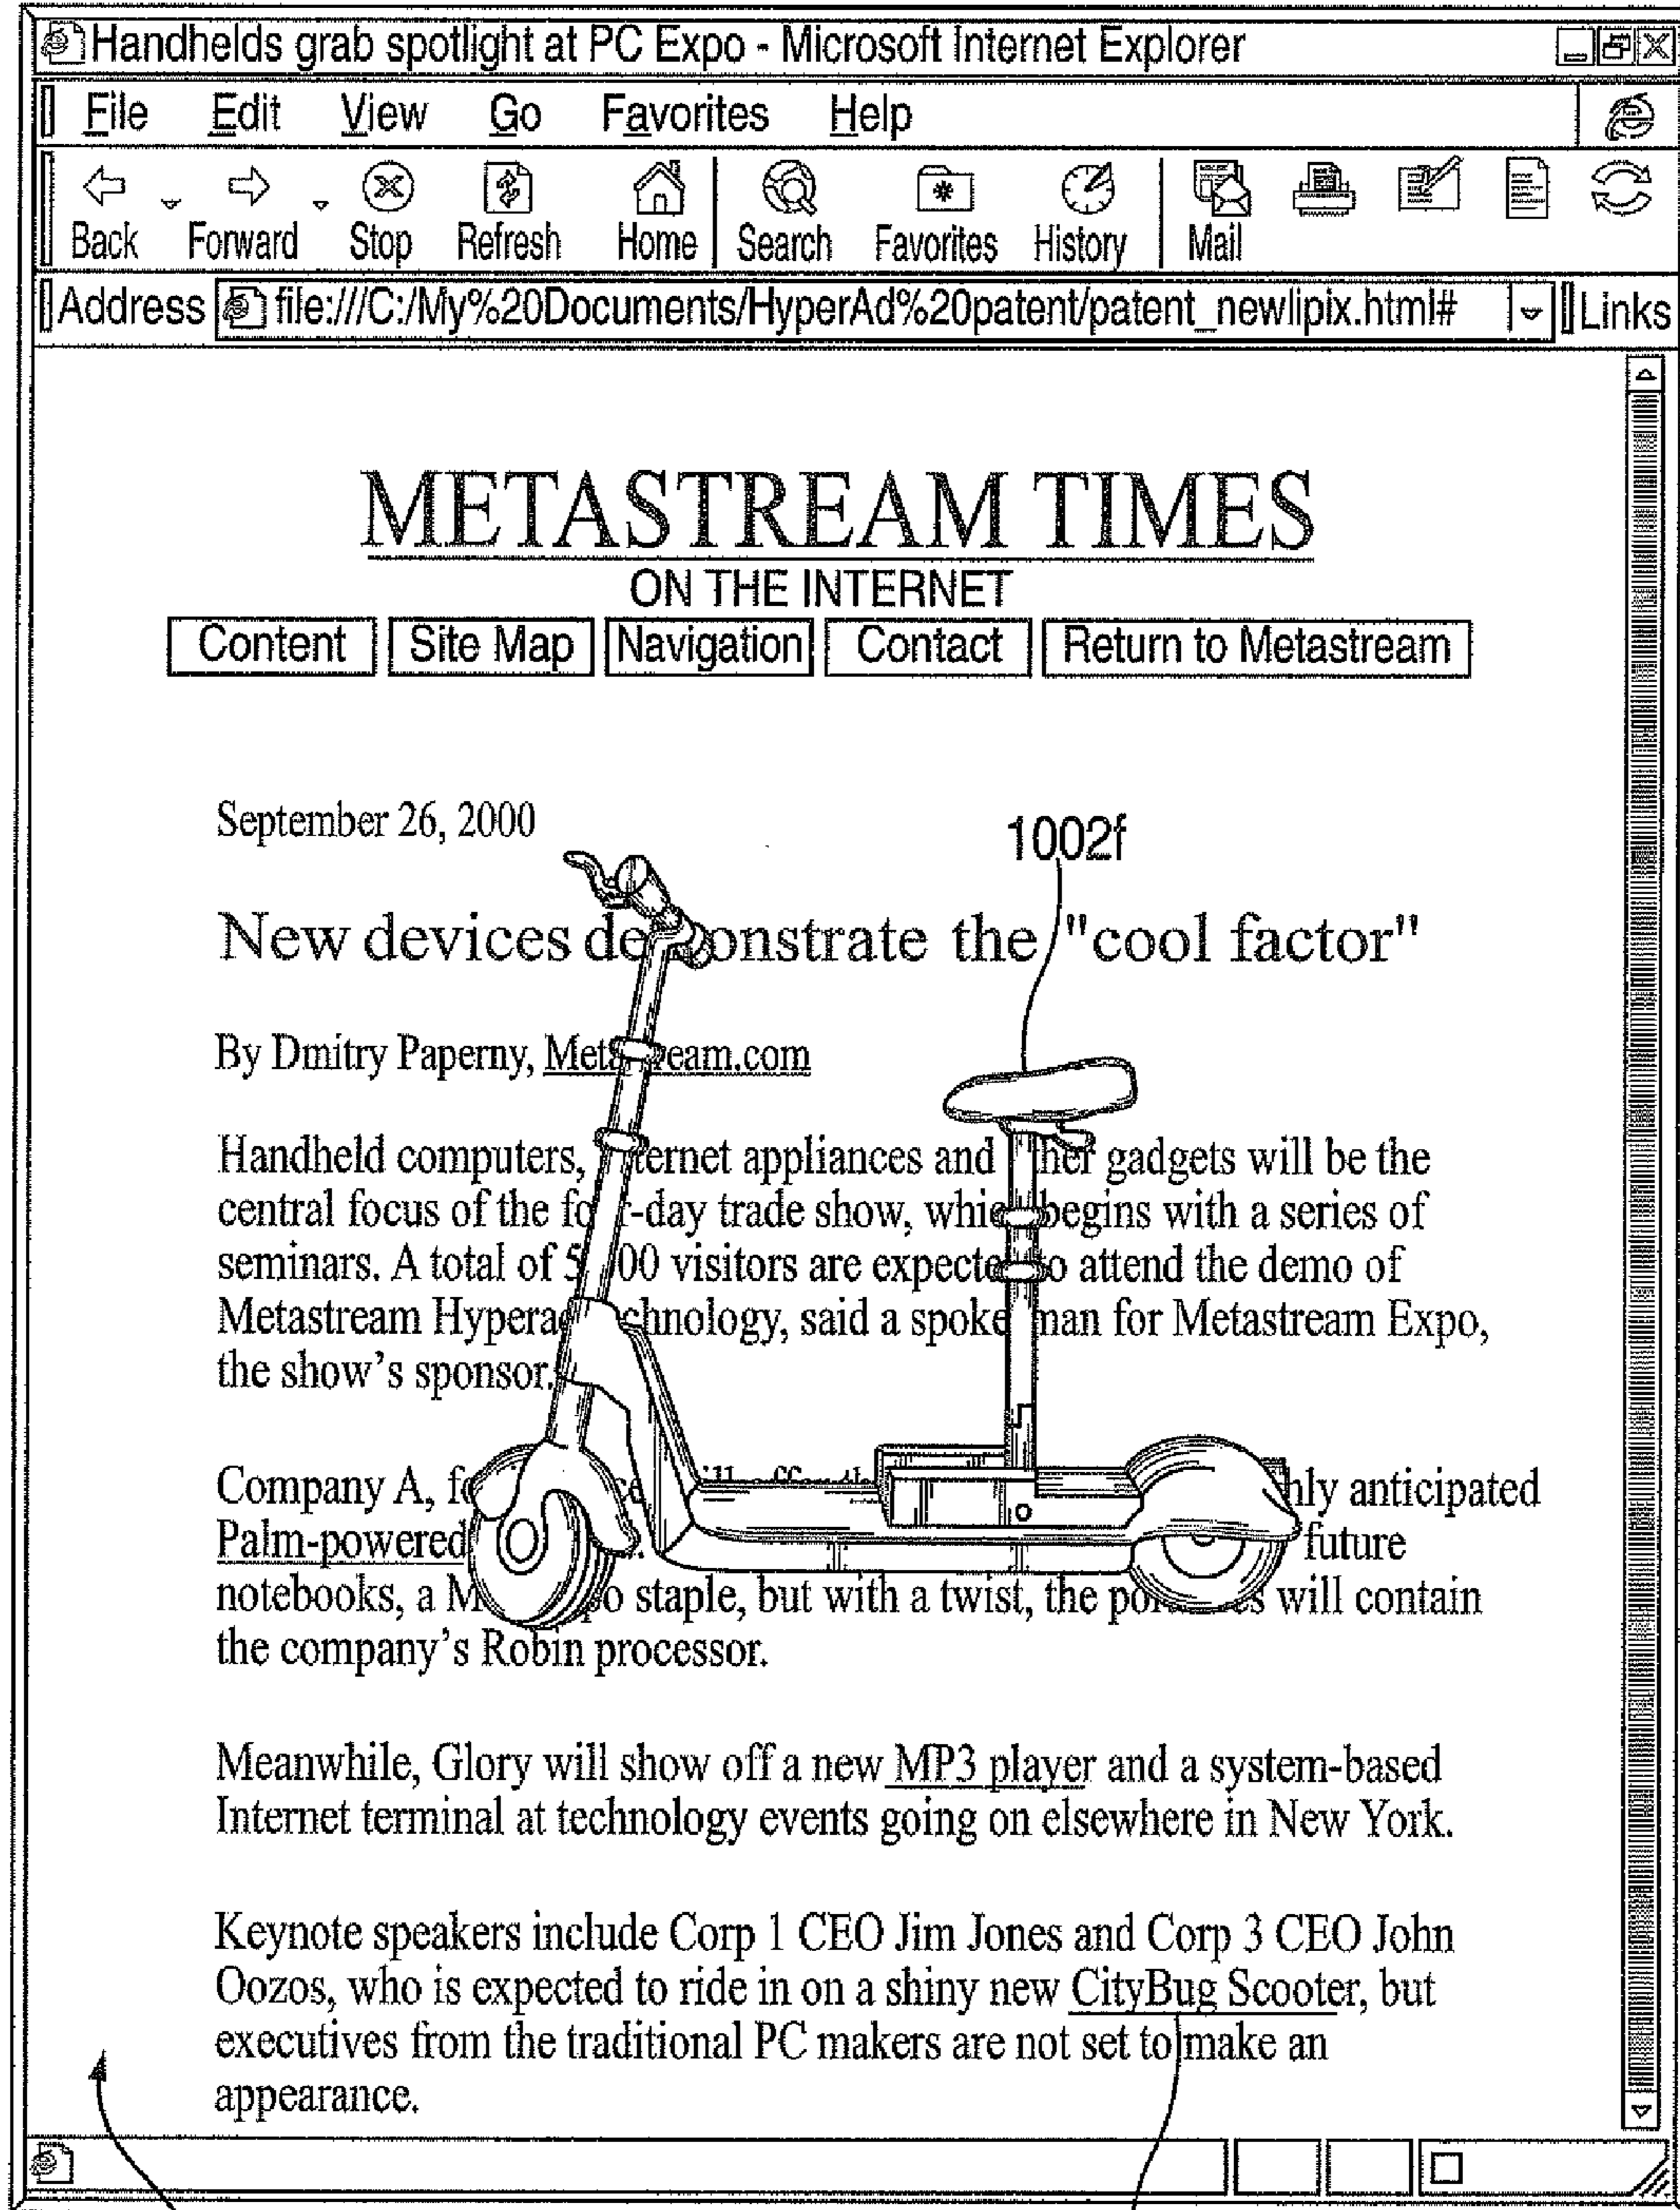 Handhelds grab spotlight at PC Expo - Microsoft Internet Explorer
File Edit View Go Favorites Help
Back Forward Stop Refresh Home Search Favorites History Mail
Address file:///C:/My%20Documents/HyperAd%20patent/patent_newlipix.html# Links
METASTREAM TIMES
ON THE INTERNET
Content Site Map Navigation Contact Return to Metastream
September 26, 2000
1002f
New devices de onstrate the "cool factor"
By Dmitry Paperny, Meta ream.com
Handheld computers, ternet appliances and ther gadgets will be the
central focus of the fo r-day trade show, whic begins with a series of
seminars. A total of 5 00 visitors are expecte o attend the demo of
Metastream Hyperad chnology, said a spoke man for Metastream Expo,
the show's sponsor.
Company A, hly anticipated
Palm-powered future
notebooks, a M po staple, but with a twist, the will contain
the company's Robin processor.
Meanwhile, Glory will show off a new MP3 player and a system-based
Internet terminal at technology events going on elsewhere in New York.
Keynote speakers include Corp 1 CEO Jim Jones and Corp 3 CEO John
Oozos, who is expected to ride in on a shiny new CityBug Scooter, but
executives from the traditional PC makers are not set to make an
appearance.